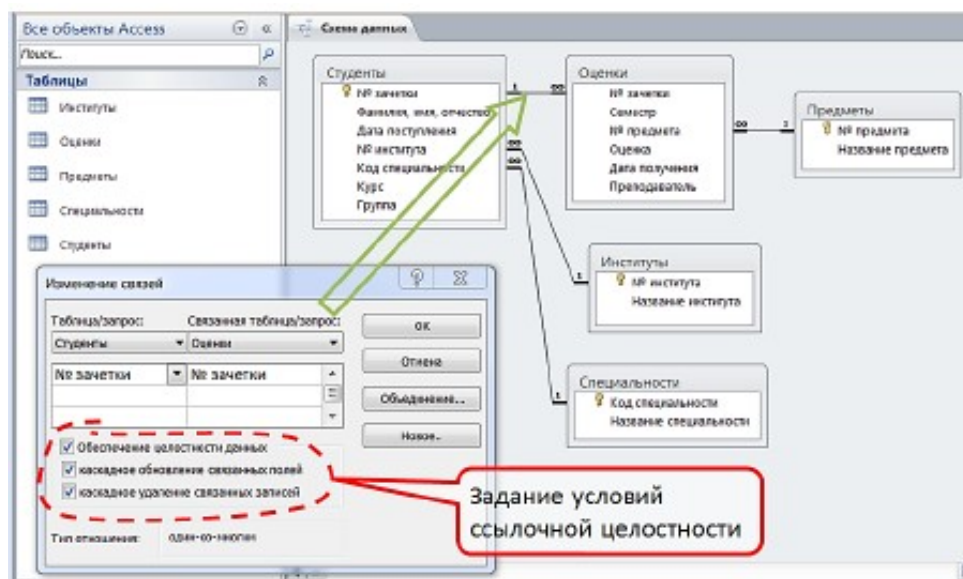 Все объекты Access
Поиск...
Таблицы
Институты
Оценки
Предметы
Специальности
Студенты
Схема данных
Студенты
№ зачетки
Фамилия, имя, отчество
Дата поступления
№ института
Код специальности
Курс
Группа
1
∞
∞
∞
Оценки
№ зачетки
Семестр
№ предмета
Оценка
Дата получения
Преподаватель
∞
1
Предметы
№ предмета
Название предмета
1
Институты
№ института
Название института
1
Специальности
Код специальности
Название специальности
Изменение связей
Таблица/запрос:
Связанная таблица/запрос:
Студенты
Оценки
№ зачетки
№ зачетки
ОК
Отмена
Объединение...
Новое..
Обеспечение целостности данных
каскадное обновление связанных полей
каскадное удаление связанных записей
Тип отношения:
один-ко-многим
Задание условий
ссылочной целостности